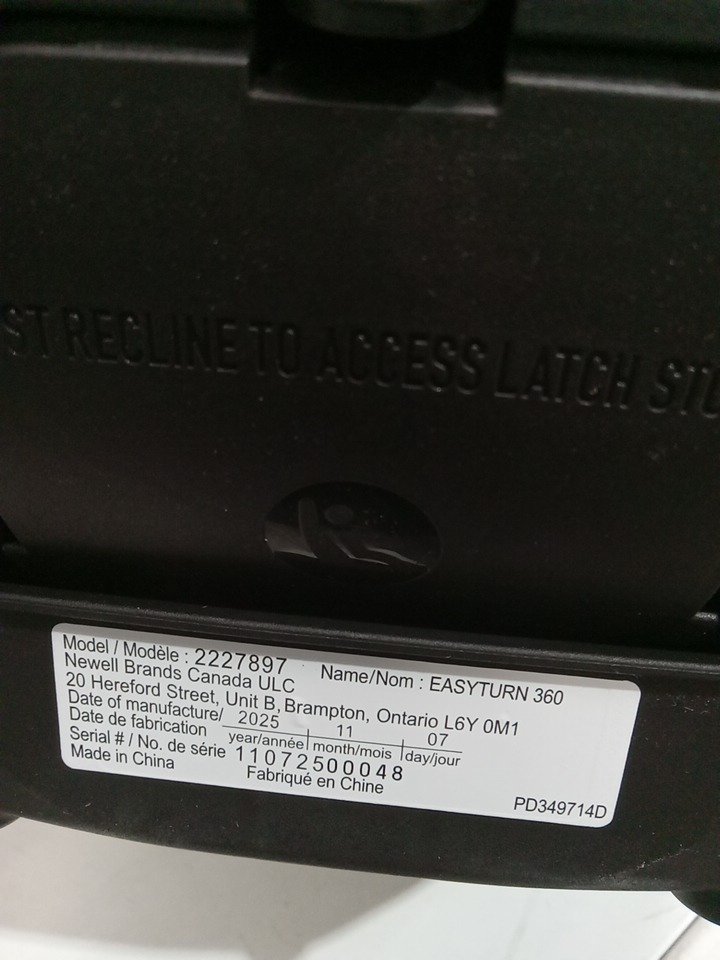 RECLINE TO ACCESS LATCH
Model / Modèle : 2227897 Name/Nom : EASYTURN 360
Newell Brands Canada ULC
20 Hereford Street, Unit B, Brampton, Ontario L6Y 0M1
Date of manufacture/ 2025 11 07
Date de fabrication year/année month/mois day/jour
Serial # / No. de série 11072500048
Made in China Fabriqué en Chine
PD349714D